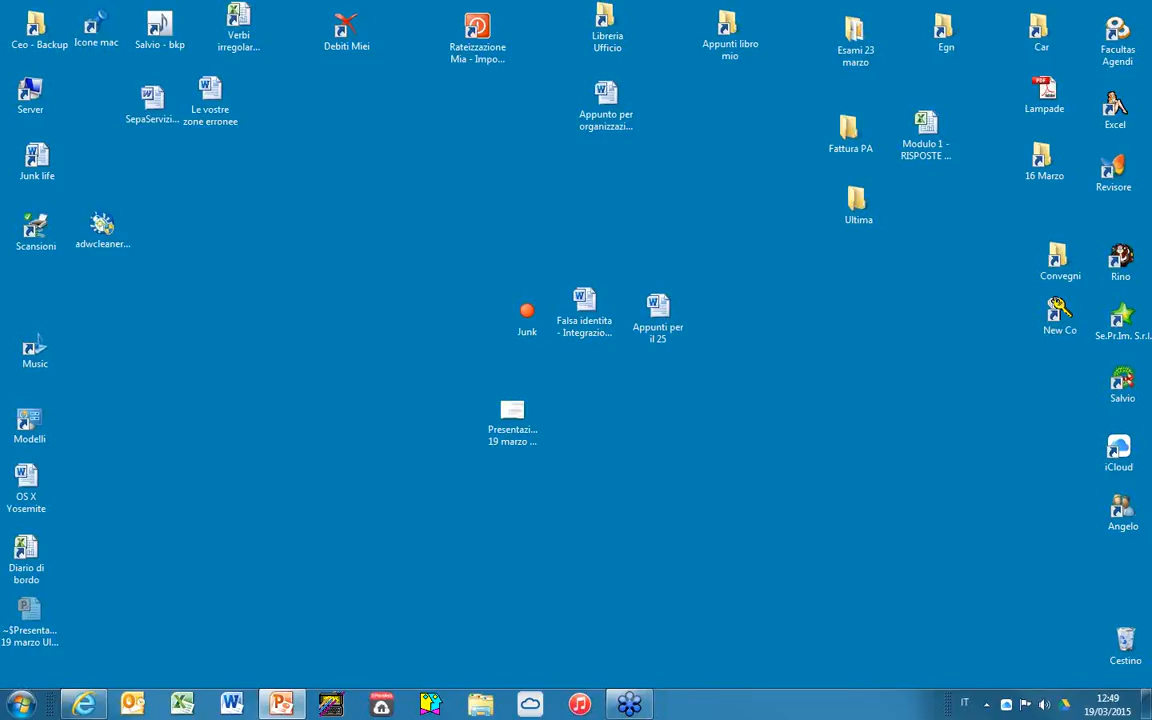 Ceo - Backup
Icone mac
Salvio - bkp
Verbi
irregolar...
Debiti Miei
Rateizzazione
Mia - Impo...
Libreria
Ufficio
Appunti libro
mio
Esami 23
marzo
Egn
Car
Facultas
Agendi
Server
SepaServizi...
Le vostre
zone erronee
Appunto per
organizzazi...
Fattura PA
Modulo 1 -
RISPOSTE ...
PDF
Lampade
Excel
Junk life
16 Marzo
Revisore
Scansioni
adwcleaner...
Ultima
Convegni
Rino
Junk
Falsa identita
- Integrazio...
Appunti per
il 25
New Co
Se.Pr.Im. S.r.l.
Music
Salvio
Presentazi...
19 marzo ...
Modelli
iCloud
OS X
Yosemite
Angelo
Diario di
bordo
~$Presenta...
19 marzo Ul...
Cestino
IT
12:49
19/03/2015